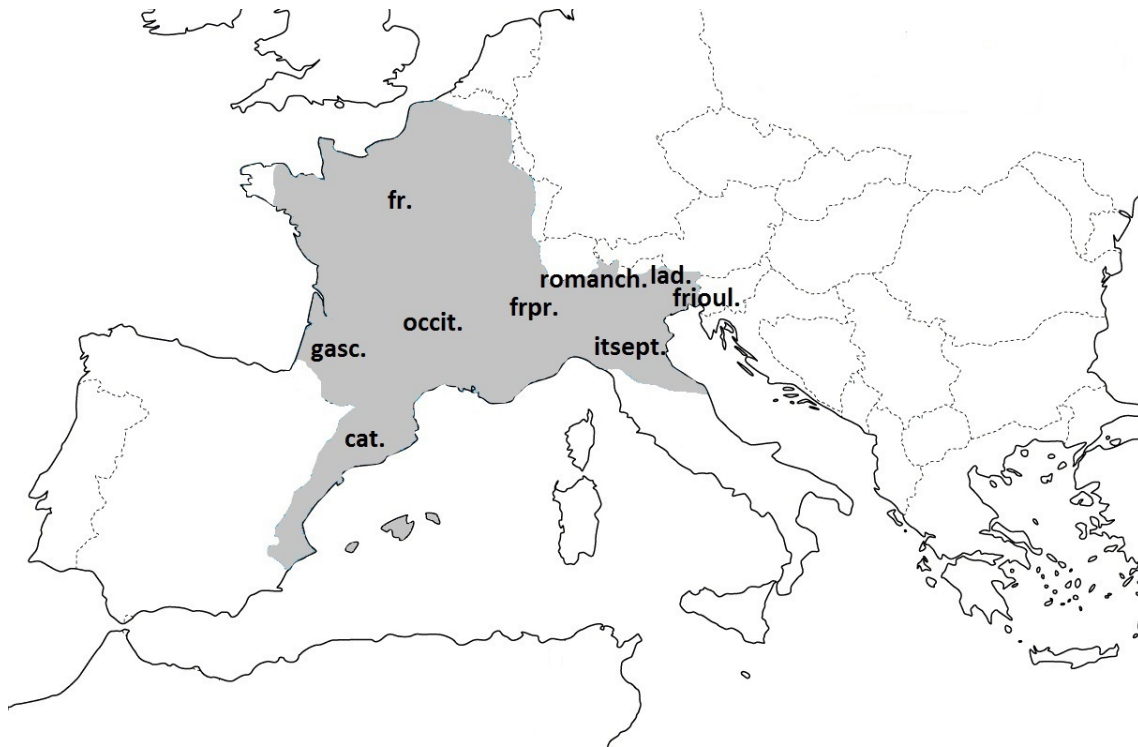 fr.
romanch.
lad.
frioul.
frpr.
occit.
gasc.
itsept.
cat.